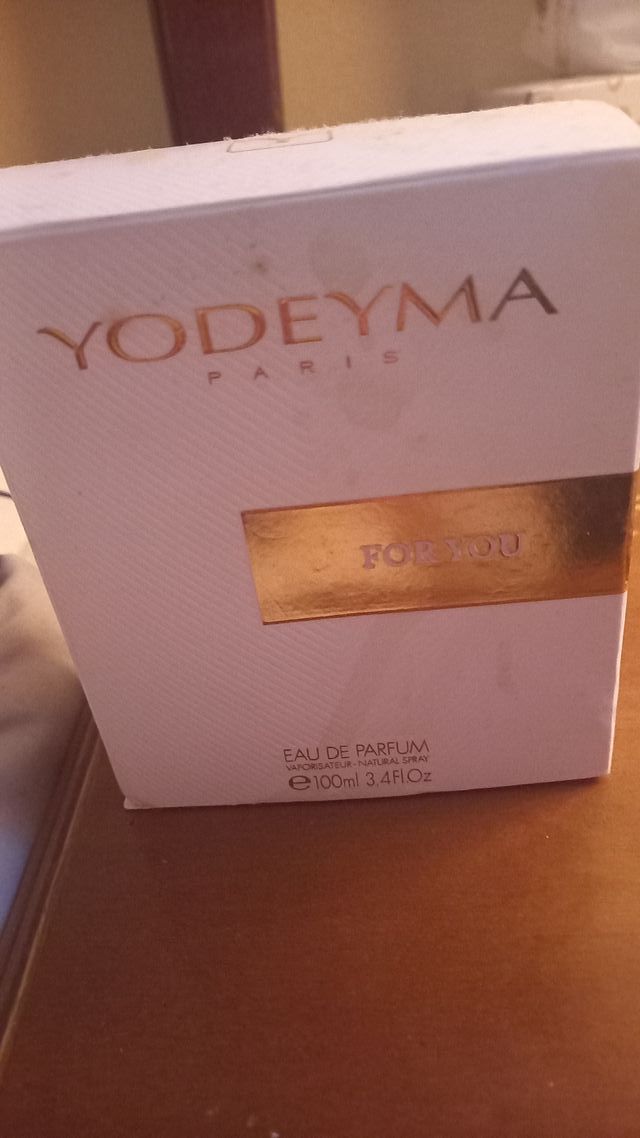 YODEYMA
PARIS
FOR YOU
EAU DE PARFUM
VAPORISATEUR-NATURAL SPRAY
℮100ml 3,4Fl.Oz